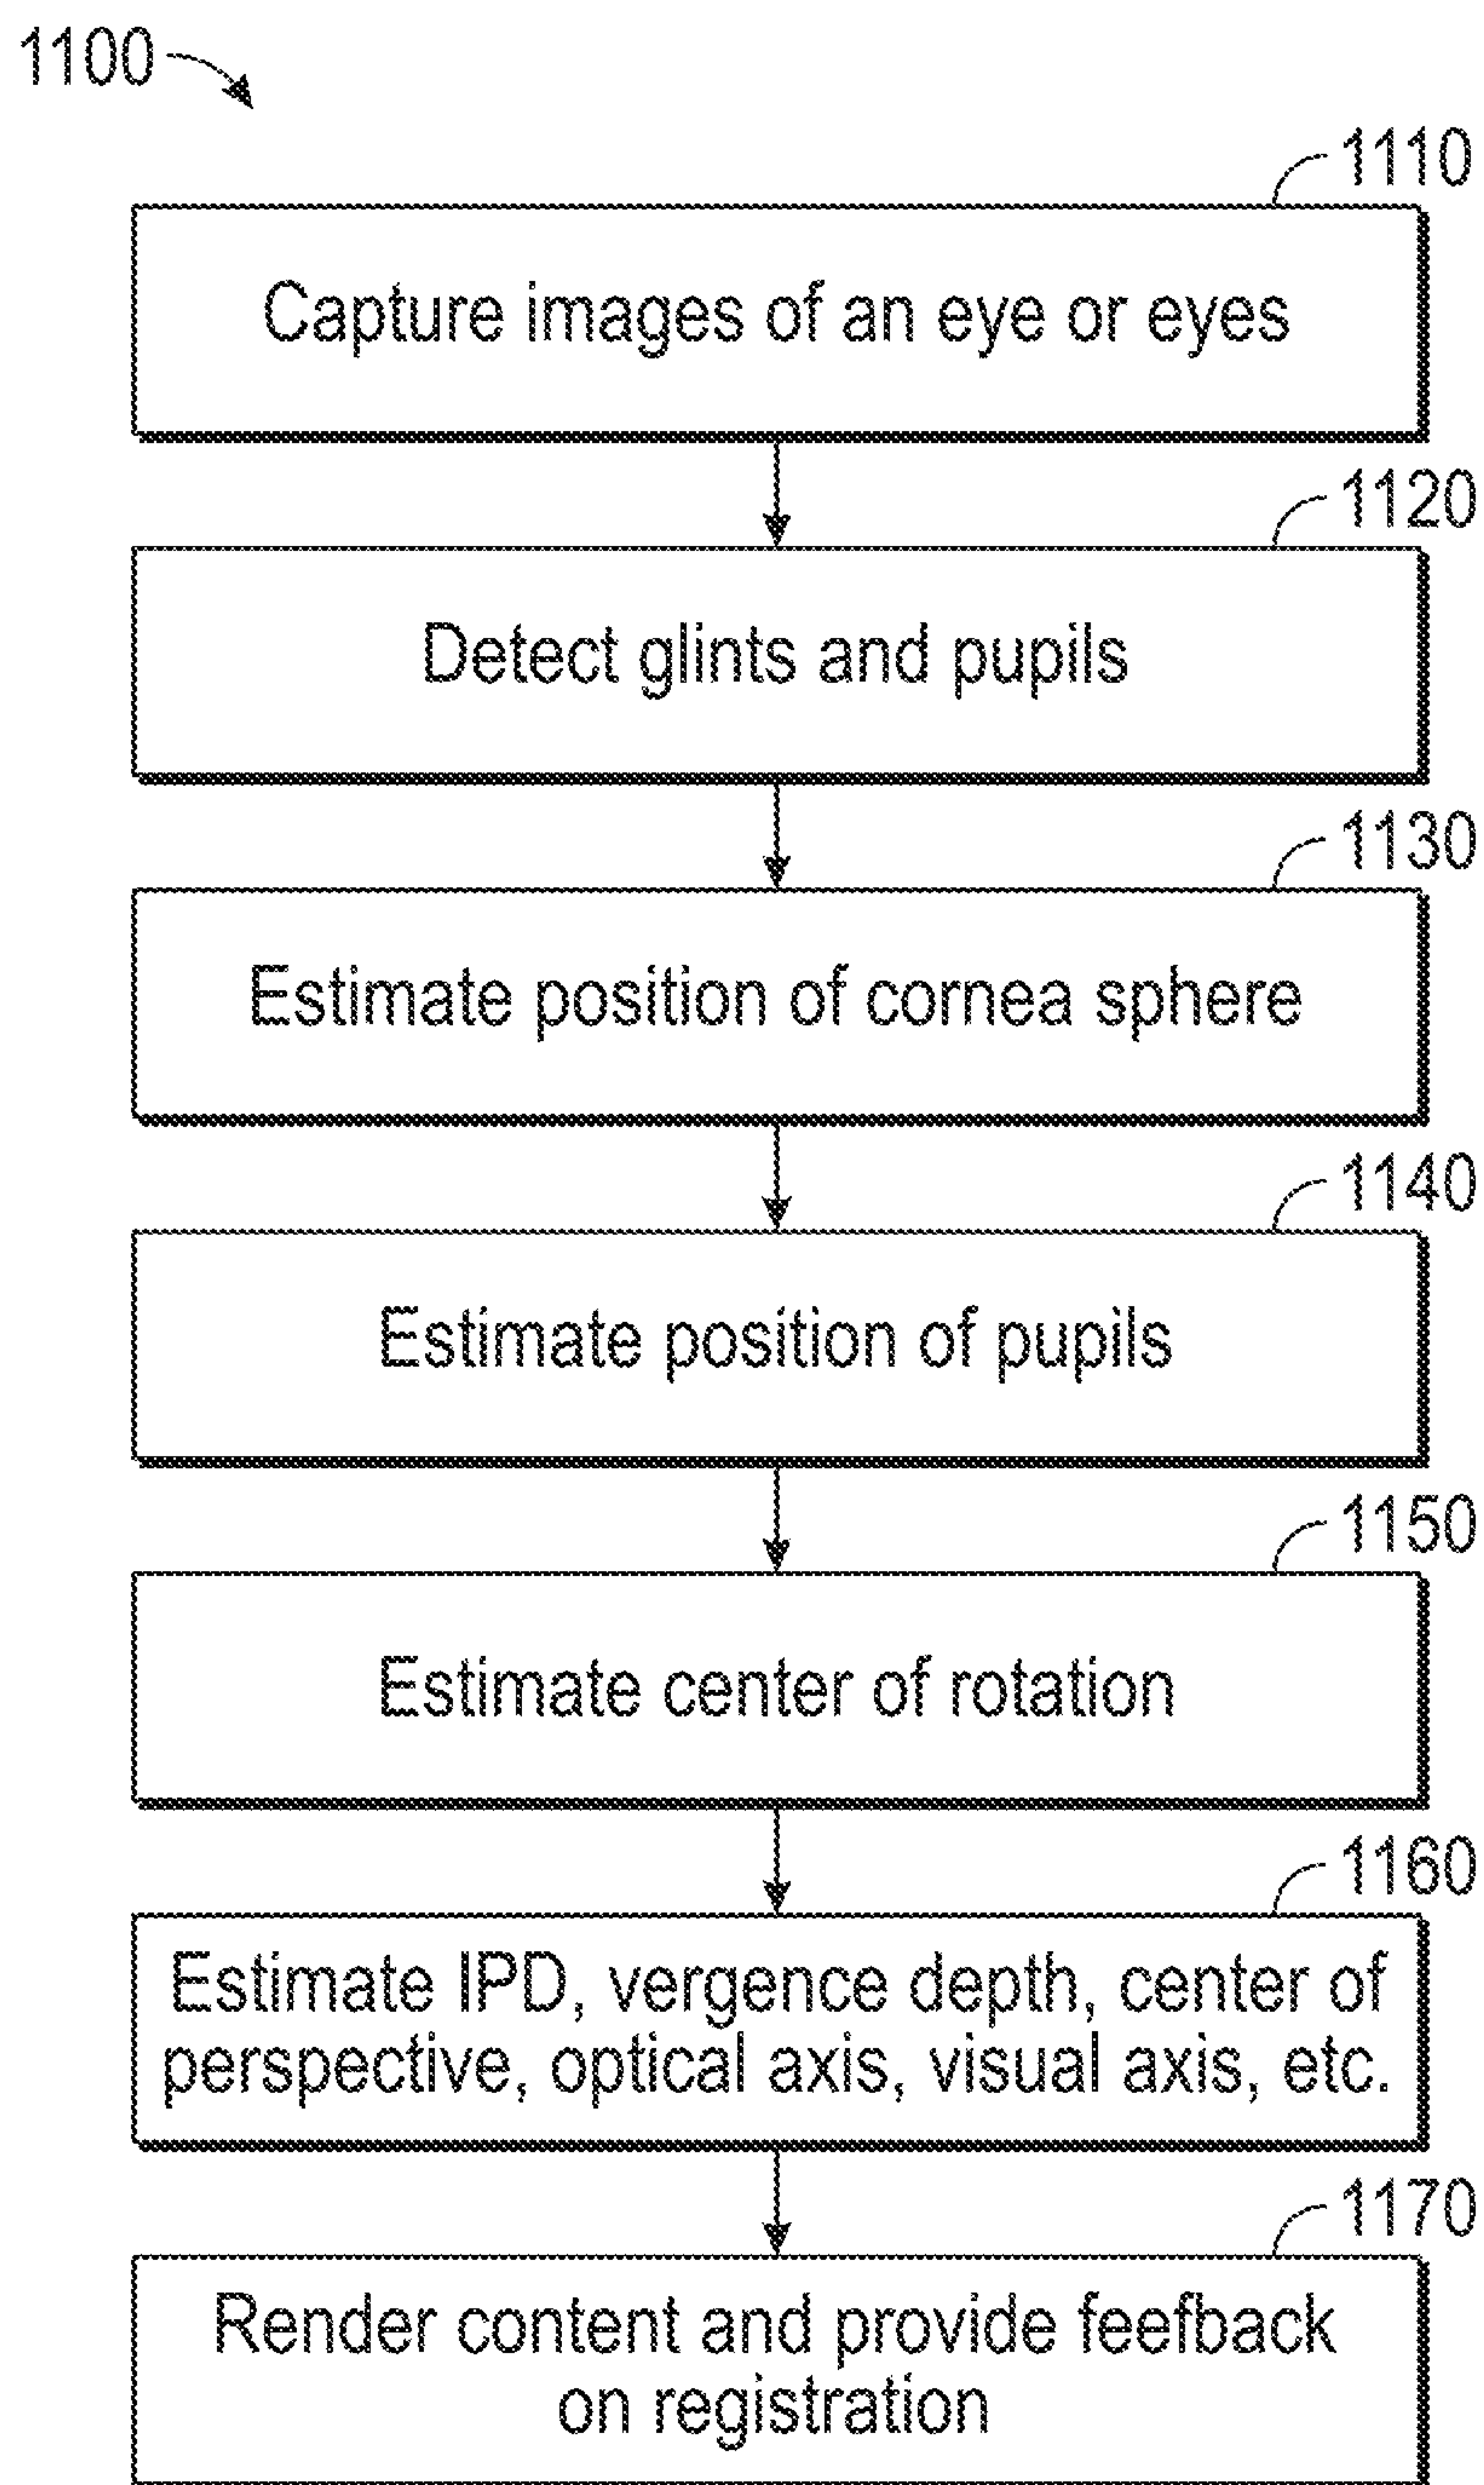 1100
1110
Capture images of an eye or eyes
1120
Detect glints and pupils
1130
Estimate position of cornea sphere
1140
Estimate position of pupils
1150
Estimate center of rotation
1160
Estimate IPD, vergence depth, center of
perspective, optical axis, visual axis, etc.
1170
Render content and provide feefback
on registration